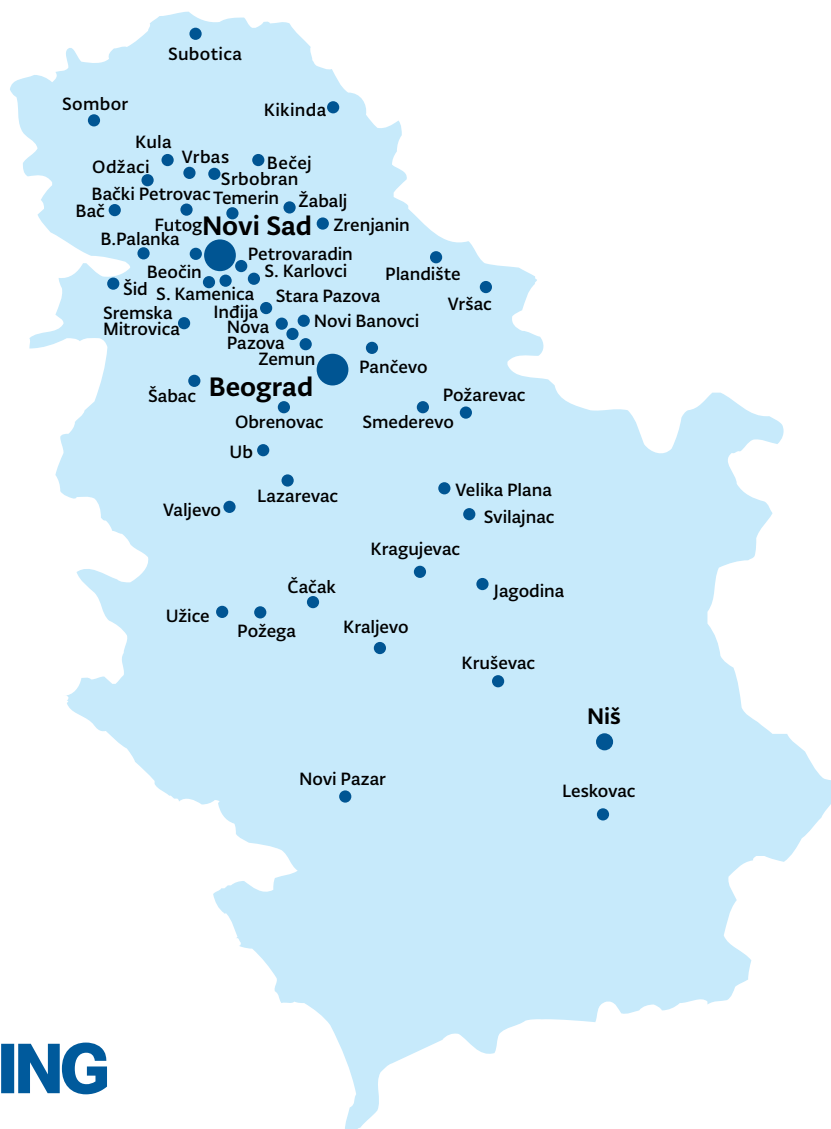 Subotica
Sombor
Kikinda
Kula
Vrbas
Bečej
Odžaci
Srbobran
Bački Petrovac
Temerin
Žabalj
Bač
Futog
Novi Sad
Zrenjanin
B.Palanka
Petrovaradin
Beočin
S. Karlovci
Plandište
Šid
S. Kamenica
Stara Pazova
Vršac
Sremska
Mitrovica
Inđija
Nova
Pazova
Novi Banovci
Zemun
Pančevo
Šabac
Beograd
Požarevac
Obrenovac
Smederevo
Ub
Lazarevac
Velika Plana
Valjevo
Svilajnac
Kragujevac
Čačak
Jagodina
Užice
Požega
Kraljevo
Kruševac
Niš
Novi Pazar
Leskovac
ING